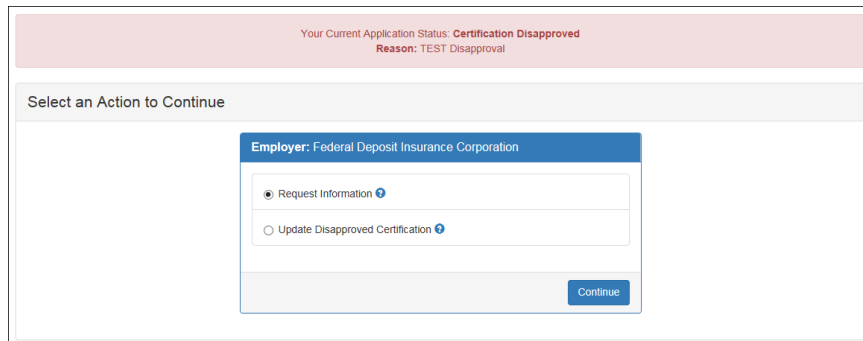 Your Current Application Status: Certification Disapproved
Reason: TEST Disapproval
Select an Action to Continue
Employer: Federal Deposit Insurance Corporation
Request Information ?
Update Disapproved Certification ?
Continue